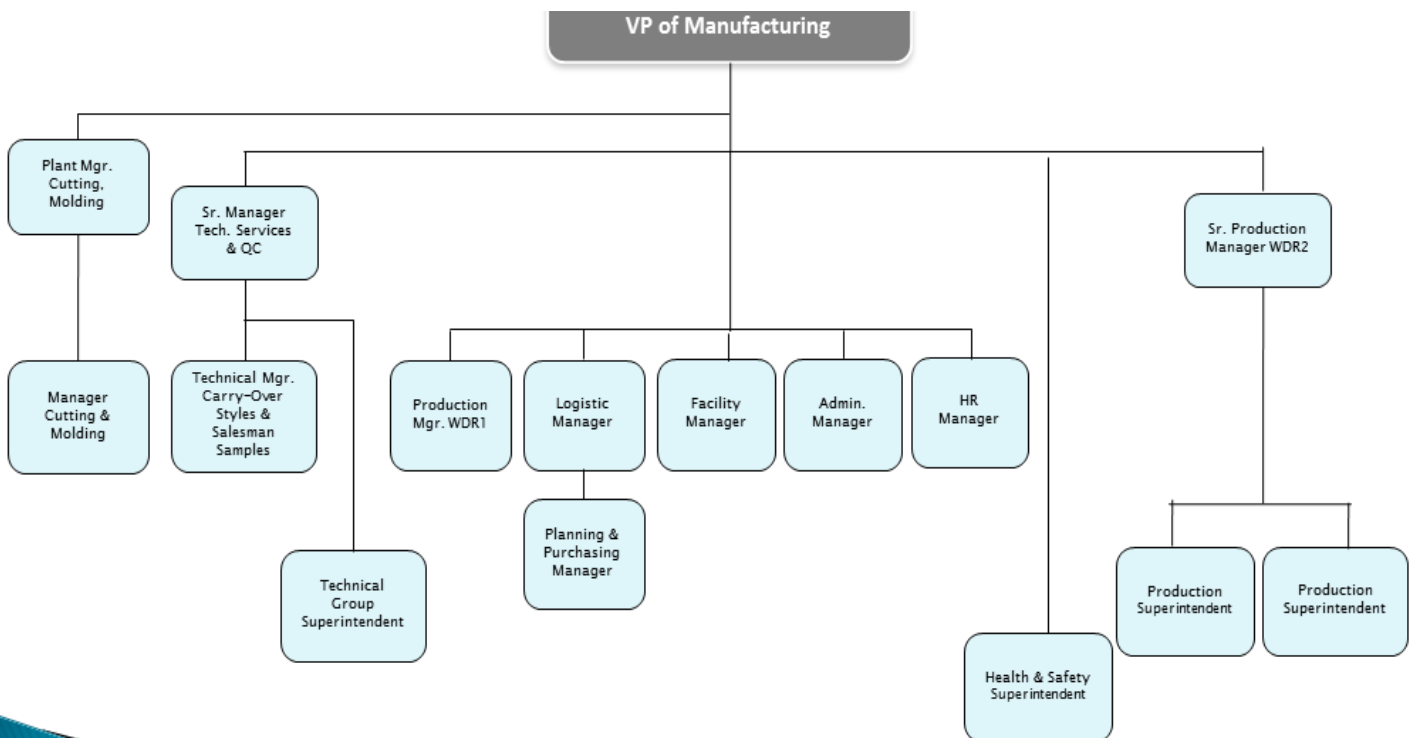 VP of Manufacturing
Plant Mgr.
Cutting,
Molding
Sr. Manager
Tech. Services
& QC
Sr. Production
Manager WDR2
Manager
Cutting &
Molding
Technical Mgr.
Carry-Over
Styles &
Salesman
Samples
Production
Mgr. WDR1
Logistic
Manager
Facility
Manager
Admin.
Manager
HR
Manager
Planning &
Purchasing
Manager
Technical
Group
Superintendent
Production
Superintendent
Production
Superintendent
Health & Safety
Superintendent